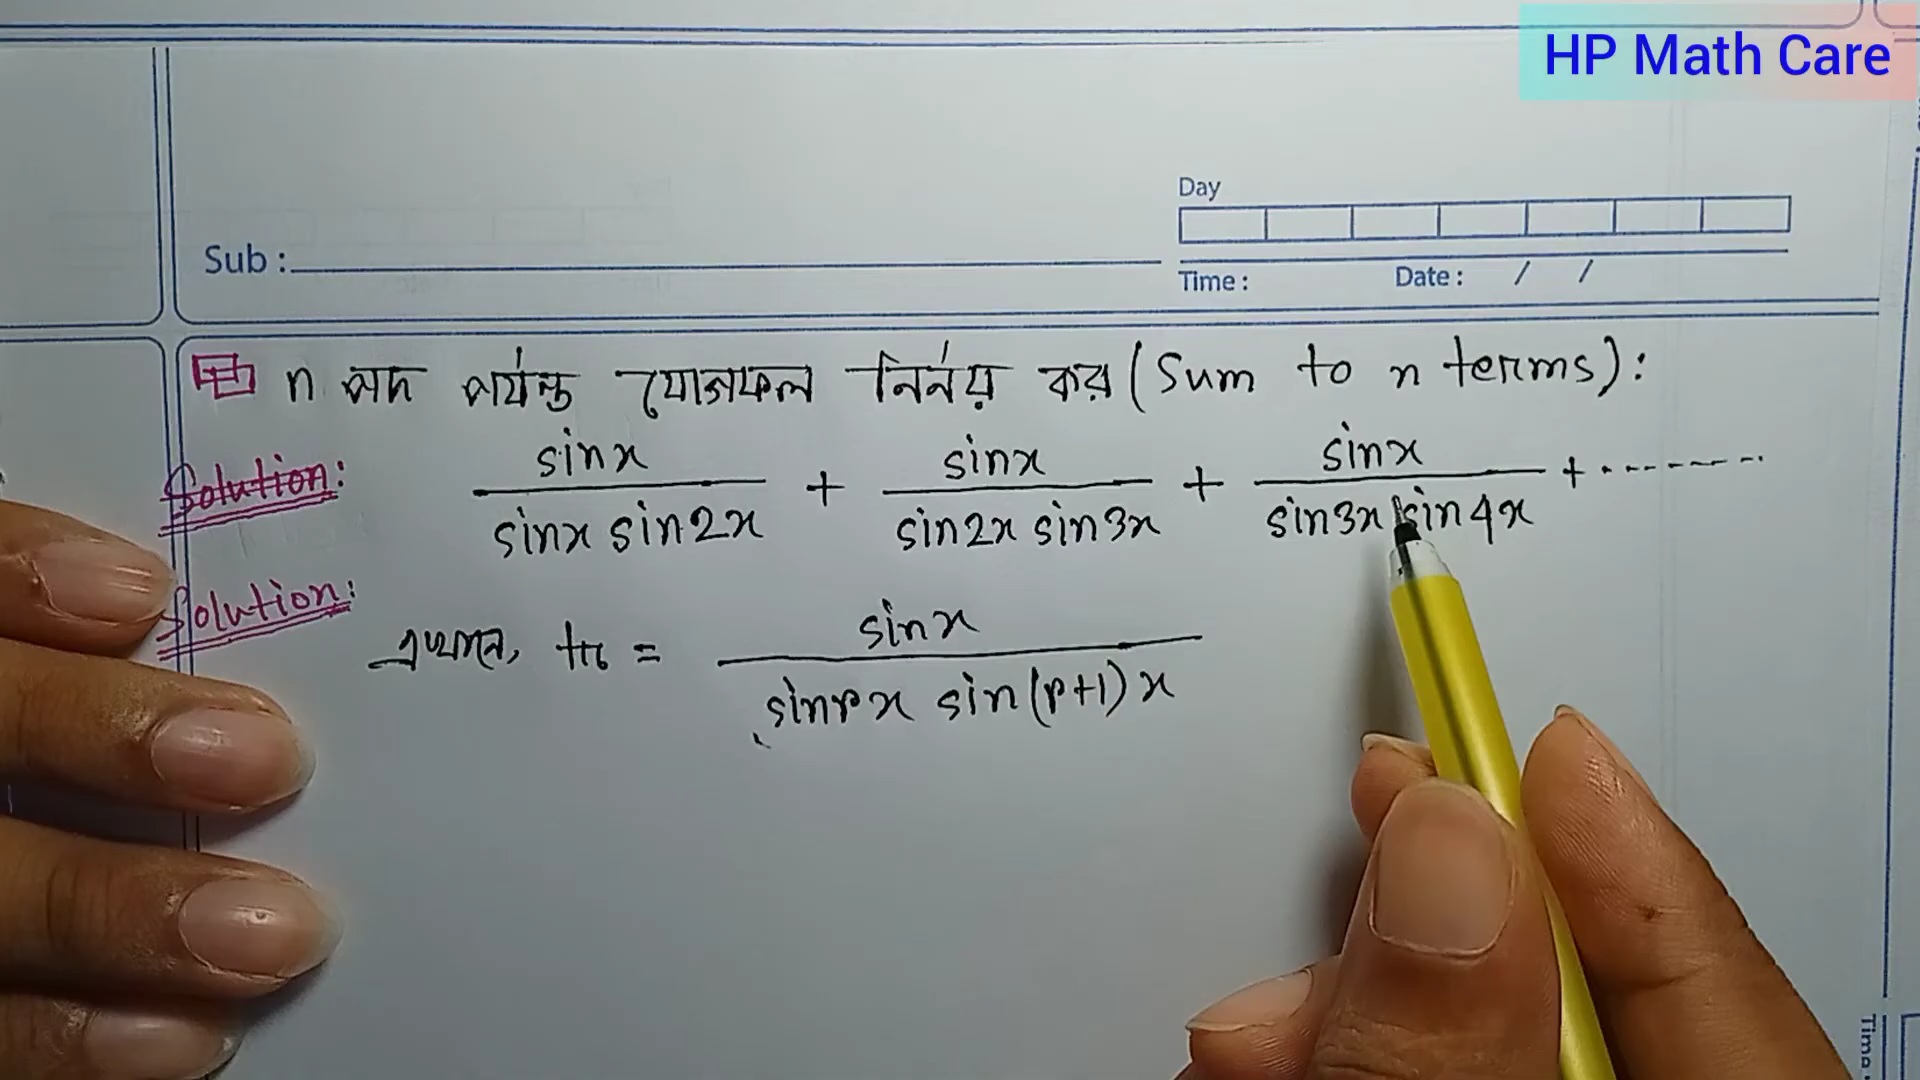 HP Math Care
Day
Sub :
Time : Date : / /
n পদ পর্যন্ত যোগফল নির্ণয় কর (Sum to n terms):
Solution: sinx / sinx sin2x + sinx / sin2x sin3x + sinx / sin3x sin4x + ........
Solution:
এখানে, tr = sinx / sinrx sin(r+1)x